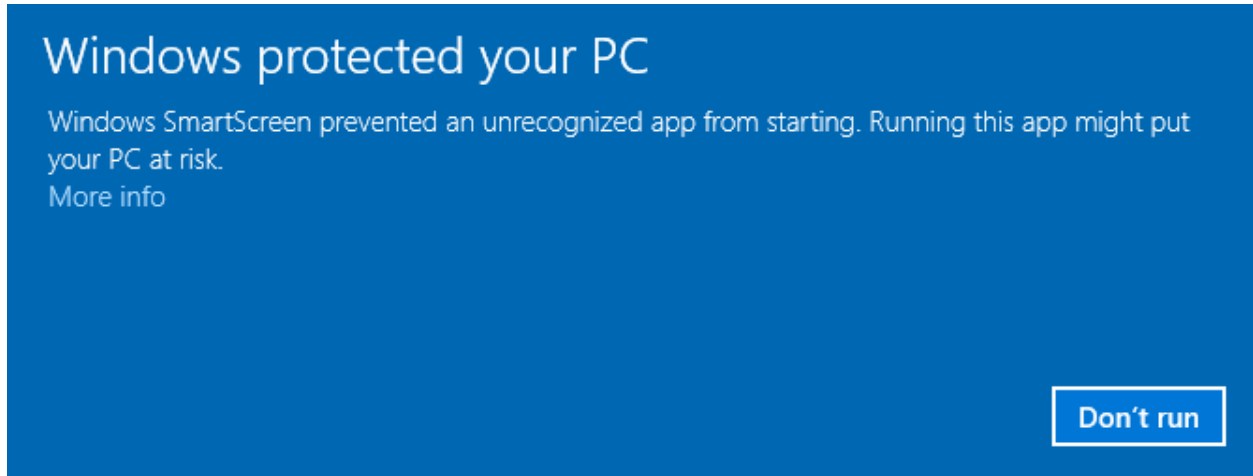 Windows protected your PC
Windows SmartScreen prevented an unrecognized app from starting. Running this app might put
your PC at risk.
More info
Don’t run